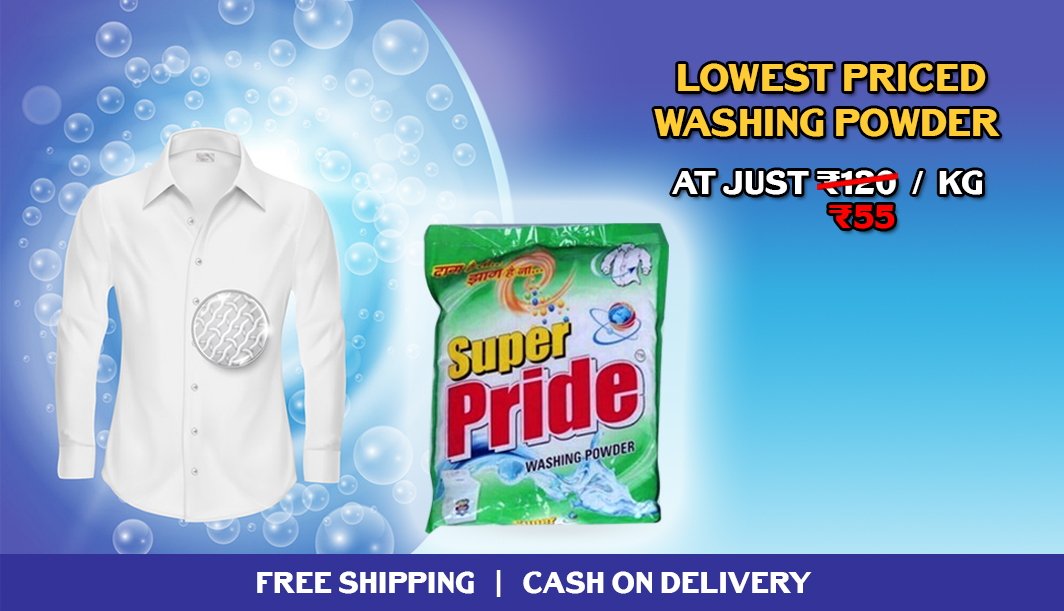 LOWEST PRICED
WASHING POWDER
AT JUST ₹120 / KG
₹55
दाग
झाग है ना...
Super
Pride
WASHING POWDER
FREE SHIPPING | CASH ON DELIVERY